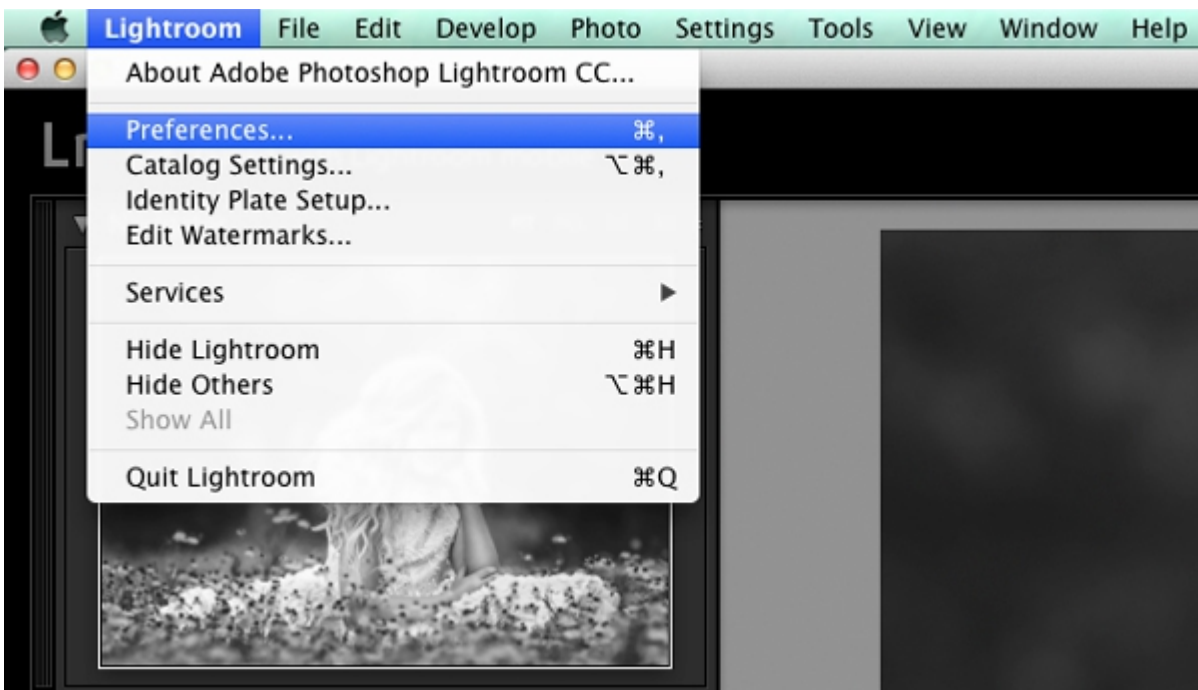 Lightroom File Edit Develop Photo Settings Tools View Window Help
About Adobe Photoshop Lightroom CC...
Preferences... ⌘,
Catalog Settings... ⌥⌘,
Identity Plate Setup...
Edit Watermarks...
Services ▶
Hide Lightroom ⌘H
Hide Others ⌥⌘H
Show All
Quit Lightroom ⌘Q